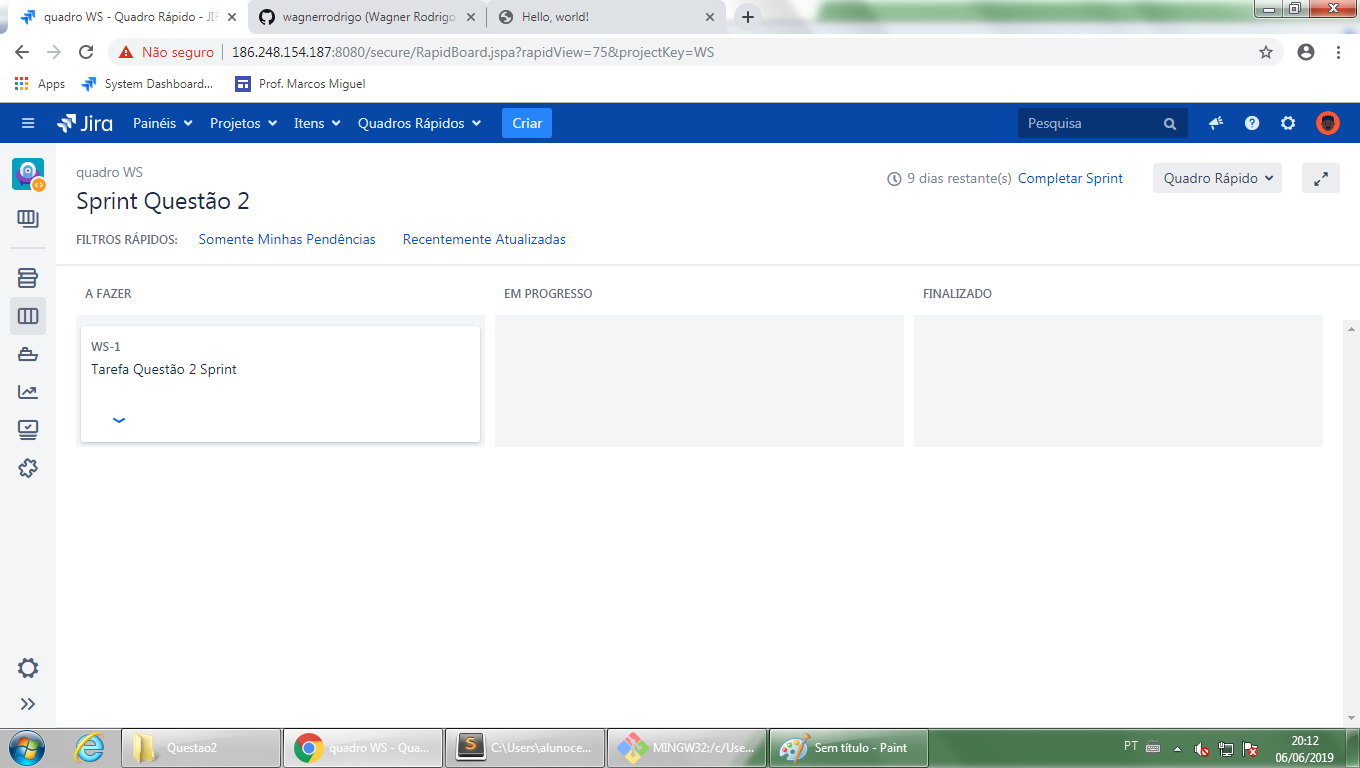 quadro WS - Quadro Rápido - JIR
wagnerrodrigo (Wagner Rodrigo
Hello, world!
Não seguro
186.248.154.187:8080/secure/RapidBoard.jspa?rapidView=75&projectKey=WS
Apps
System Dashboard...
Prof. Marcos Miguel
Jira
Painéis
Projetos
Itens
Quadros Rápidos
Criar
Pesquisa
quadro WS
9 dias restante(s)
Completar Sprint
Quadro Rápido
Sprint Questão 2
FILTROS RÁPIDOS:
Somente Minhas Pendências
Recentemente Atualizadas
A FAZER
EM PROGRESSO
FINALIZADO
WS-1
Tarefa Questão 2 Sprint
Questao2
quadro WS - Qua...
C:\Users\alunoce...
MINGW32:/c/Use...
Sem título - Paint
PT
20:12
06/06/2019